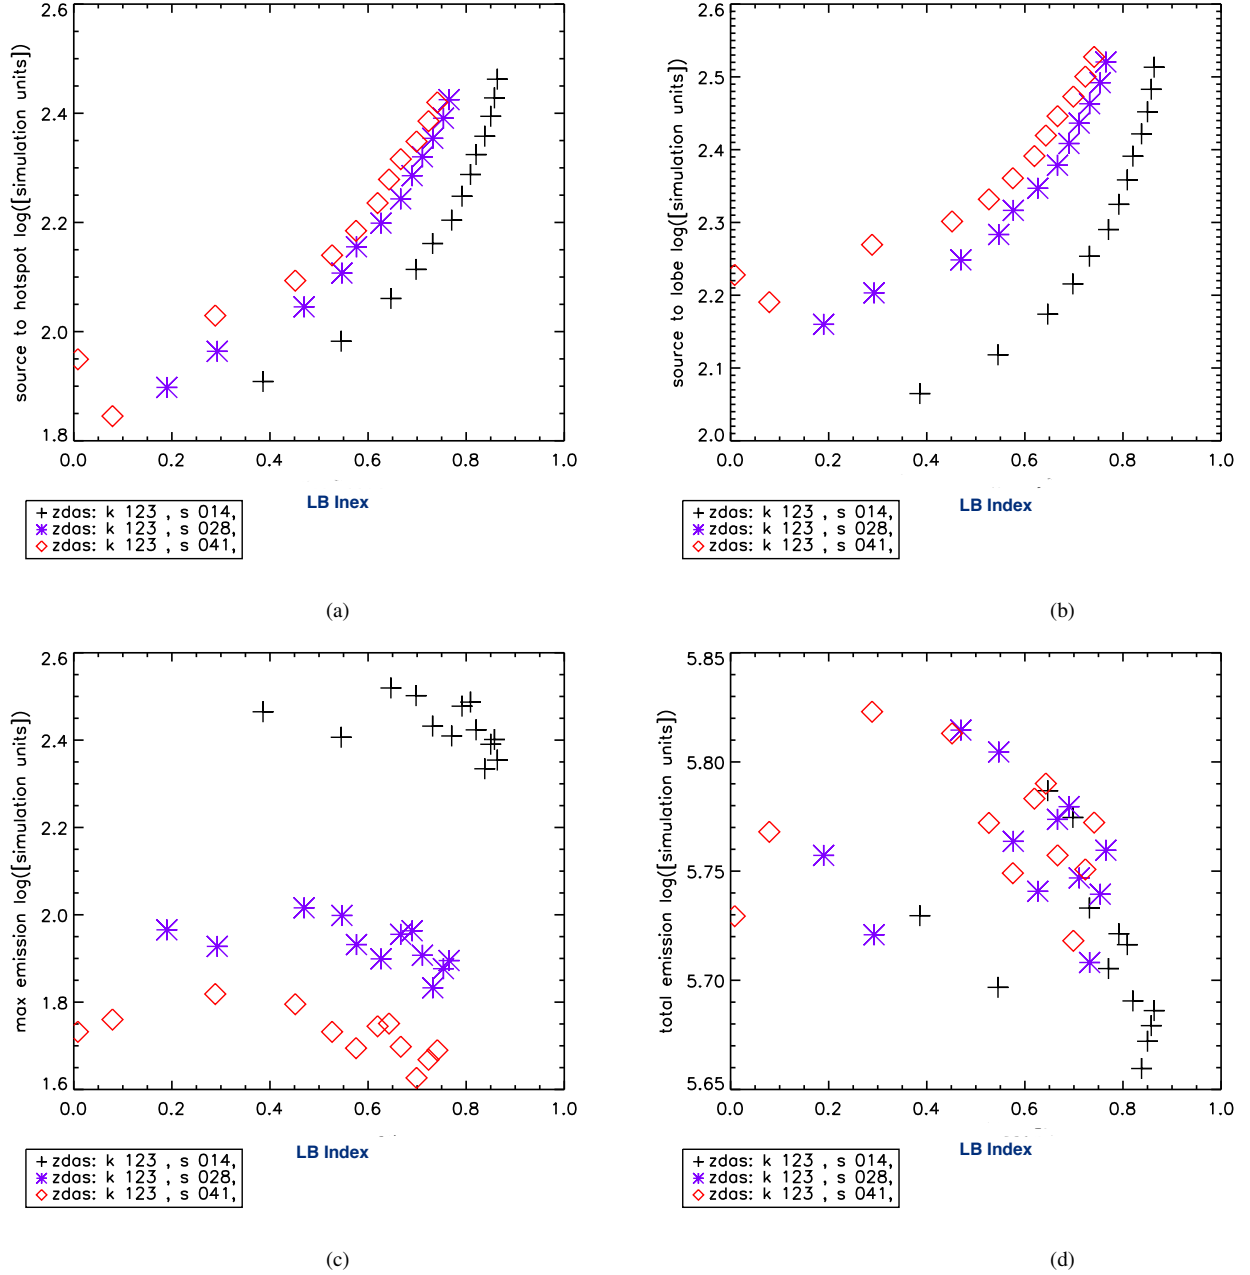 2.6
2.4
2.2
2.0
1.8
source to hotspot log([simulation units])
0.0 0.2 0.4 0.6 0.8 1.0
LB Inex
zdas: k 123 , s 014,
zdas: k 123 , s 028,
zdas: k 123 , s 041,
(a)
2.6
2.5
2.4
2.3
2.2
2.1
2.0
source to lobe log([simulation units])
0.0 0.2 0.4 0.6 0.8 1.0
LB Index
zdas: k 123 , s 014,
zdas: k 123 , s 028,
zdas: k 123 , s 041,
(b)
2.6
2.4
2.2
2.0
1.8
1.6
max emission log([simulation units])
0.0 0.2 0.4 0.6 0.8 1.0
LB Index
zdas: k 123 , s 014,
zdas: k 123 , s 028,
zdas: k 123 , s 041,
(c)
5.85
5.80
5.75
5.70
5.65
total emission log([simulation units])
0.0 0.2 0.4 0.6 0.8 1.0
LB Index
zdas: k 123 , s 014,
zdas: k 123 , s 028,
zdas: k 123 , s 041,
(d)